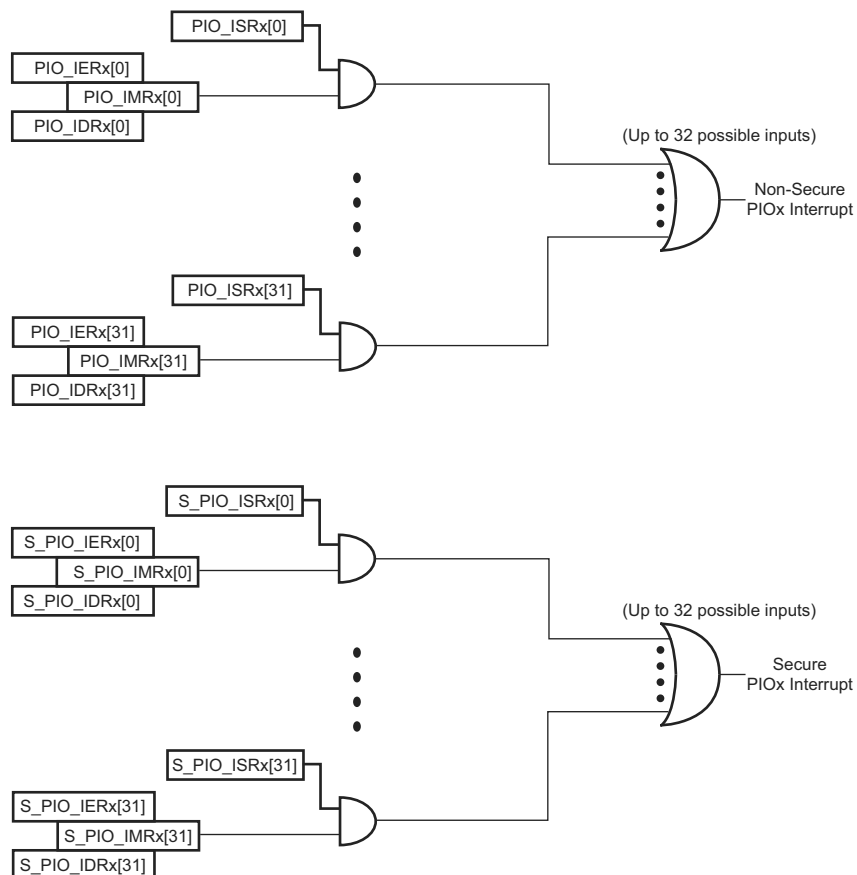 PIO_ISRx[0]
PIO_IERx[0]
PIO_IMRx[0]
PIO_IDRx[0]
(Up to 32 possible inputs)
Non-Secure
PIOx Interrupt
PIO_ISRx[31]
PIO_IERx[31]
PIO_IMRx[31]
PIO_IDRx[31]
S_PIO_ISRx[0]
S_PIO_IERx[0]
S_PIO_IMRx[0]
S_PIO_IDRx[0]
(Up to 32 possible inputs)
Secure
PIOx Interrupt
S_PIO_ISRx[31]
S_PIO_IERx[31]
S_PIO_IMRx[31]
S_PIO_IDRx[31]